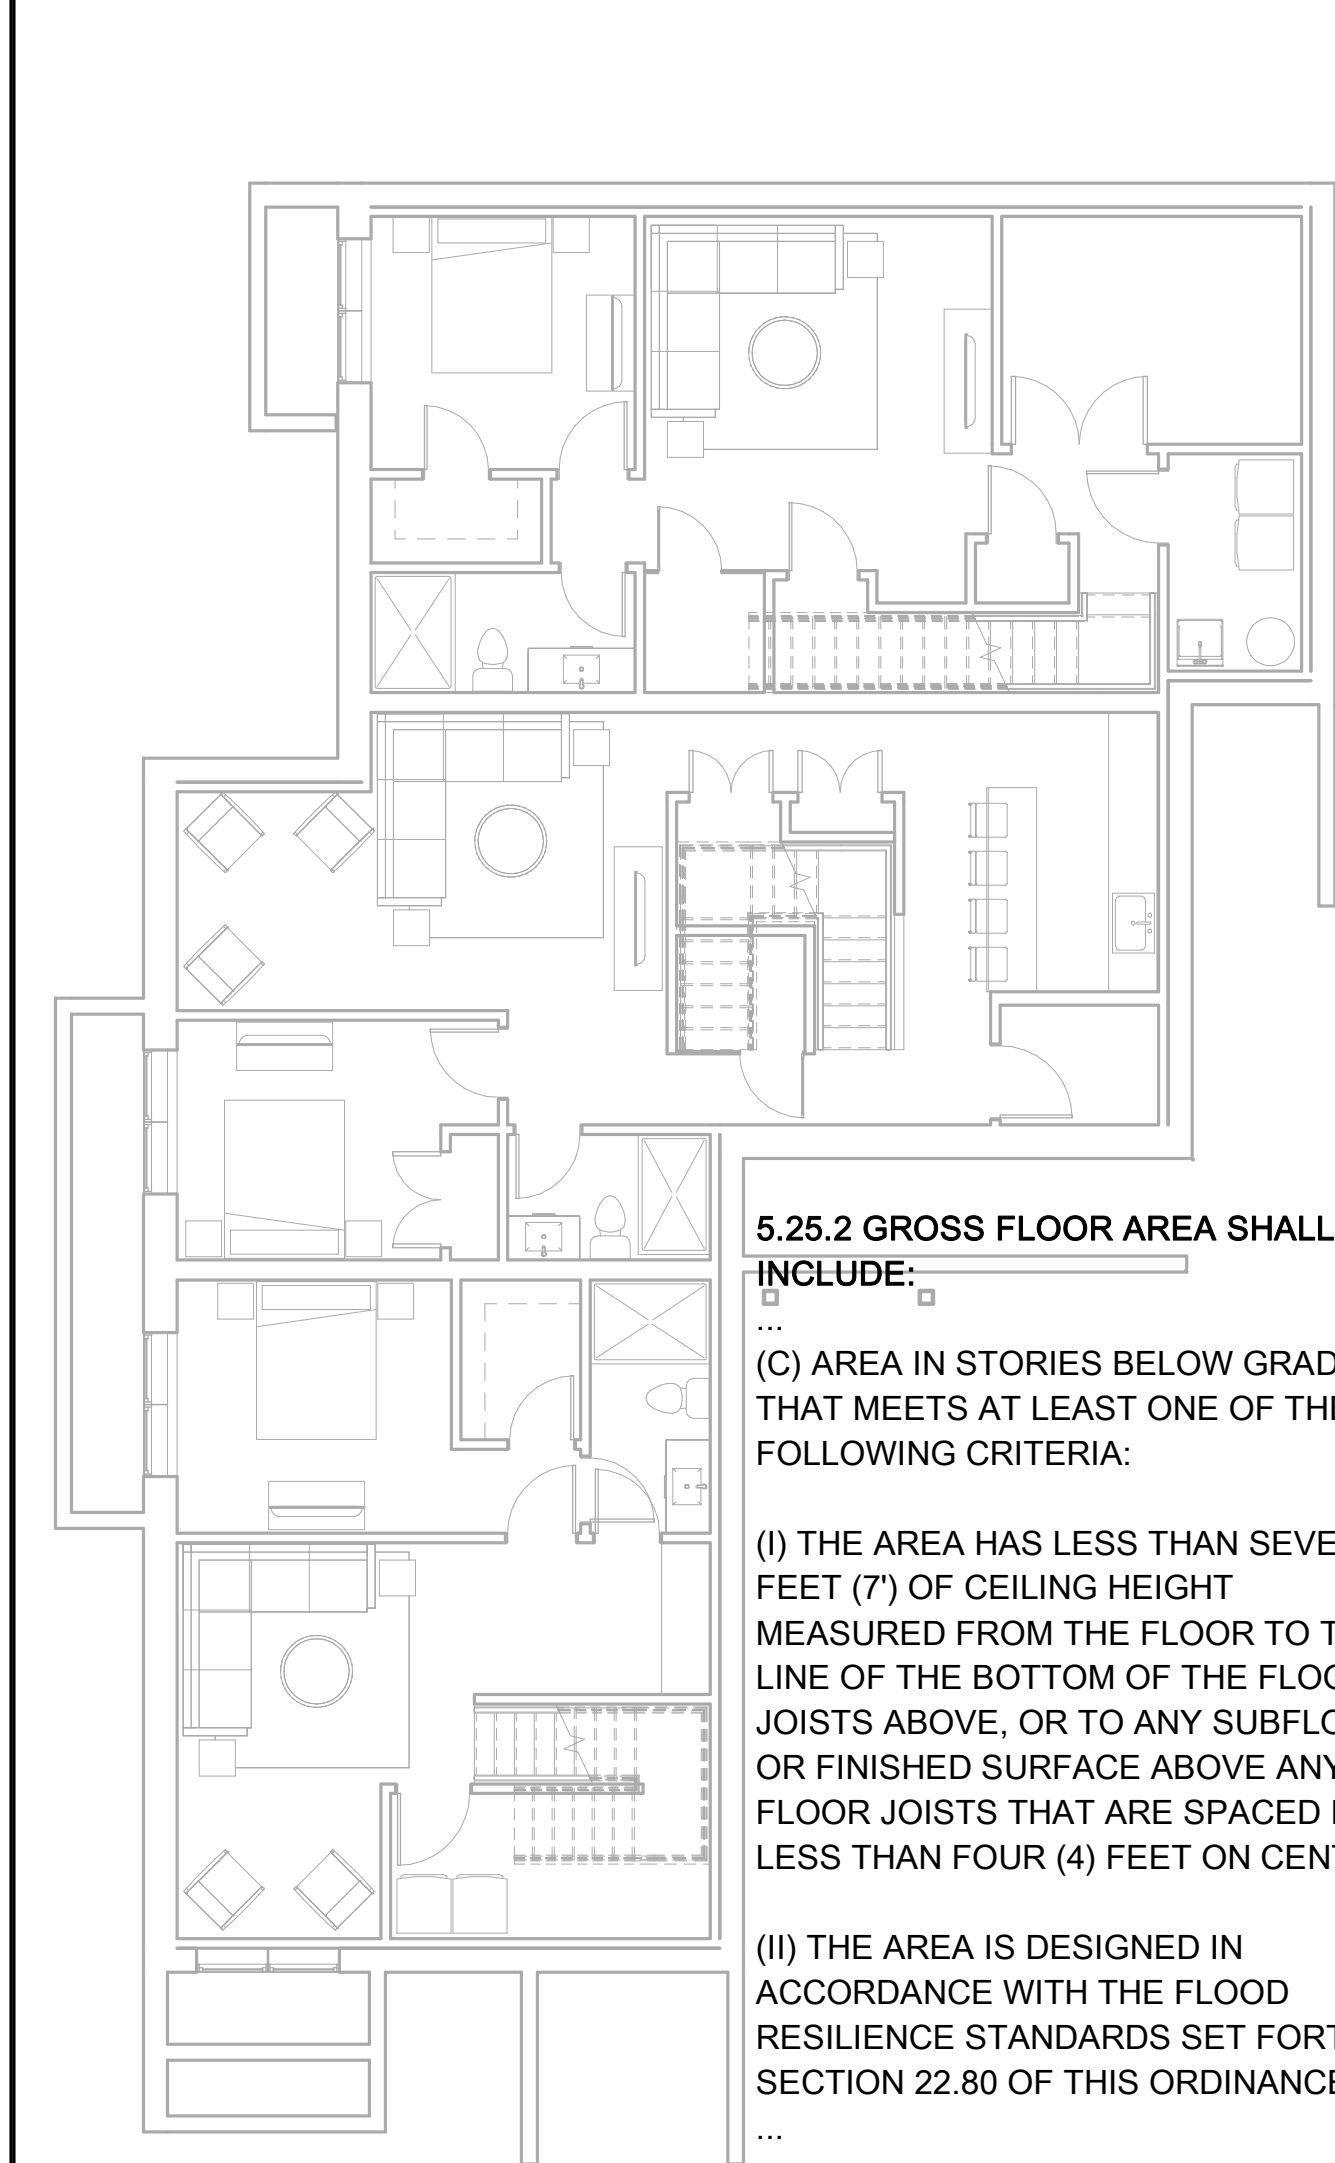 5.25.2 GROSS FLOOR AREA SHALL
INCLUDE:
...
(C) AREA IN STORIES BELOW GRAD
THAT MEETS AT LEAST ONE OF THE
FOLLOWING CRITERIA:
(I) THE AREA HAS LESS THAN SEVE
FEET (7') OF CEILING HEIGHT
MEASURED FROM THE FLOOR TO T
LINE OF THE BOTTOM OF THE FLOO
JOISTS ABOVE, OR TO ANY SUBFLO
OR FINISHED SURFACE ABOVE ANY
FLOOR JOISTS THAT ARE SPACED
LESS THAN FOUR (4) FEET ON CENT
(II) THE AREA IS DESIGNED IN
ACCORDANCE WITH THE FLOOD
RESILIENCE STANDARDS SET FORT
SECTION 22.80 OF THIS ORDINANCE
...